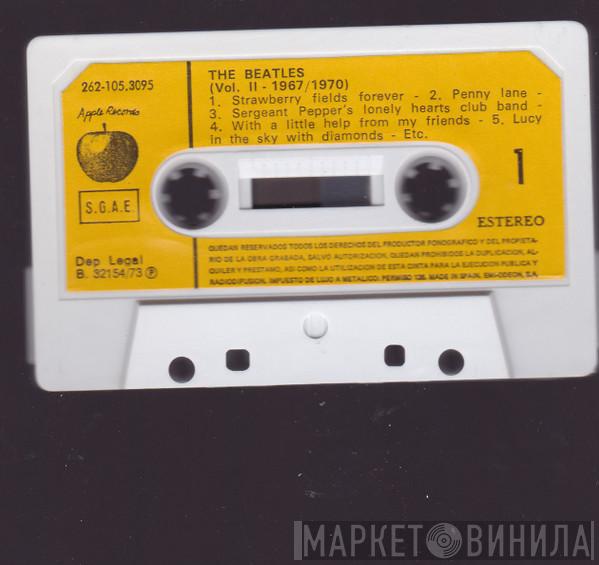 262-105.3095
Apple Records
S.G.A.E.
Dep Legal
B. 32154/73 Ⓟ
THE BEATLES
(Vol. II - 1967/1970)
1. Strawberry fields forever - 2. Penny lane -
3. Sergeant Pepper's lonely hearts club band -
4. With a little help from my friends - 5. Lucy
in the sky with diamonds - Etc.
1
ESTEREO
QUEDAN RESERVADOS TODOS LOS DERECHOS DEL PRODUCTOR FONOGRAFICO Y DEL PROPIETA-
RIO DE LA OBRA GRABADA, SALVO AUTORIZACION, QUEDAN PROHIBIDOS LA DUPLICACION, AL-
QUILER Y PRESTAMO, ASI COMO LA UTILIZACION DE ESTA CINTA PARA LA EJECUCION PUBLICA Y
RADIODIFUSION. IMPUESTO DE LUJO A METALICO: PERMISO 126. MADE IN SPAIN, EMI-ODEON, S.A.
МАРКЕТ ВИНИЛА